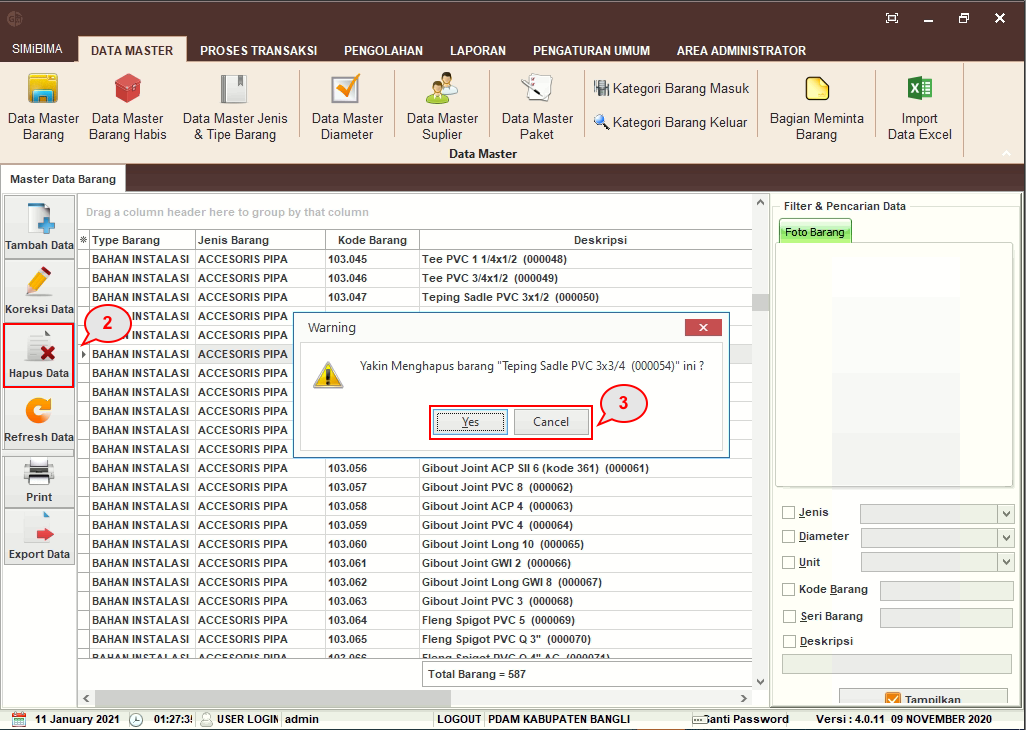 SIMiBIMA DATA MASTER PROSES TRANSAKSI PENGOLAHAN LAPORAN PENGATURAN UMUM AREA ADMINISTRATOR
Data Master Barang
Data Master Barang Habis
Data Master Jenis & Tipe Barang
Data Master Diameter
Data Master Suplier
Data Master Paket
Kategori Barang Masuk
Kategori Barang Keluar
Bagian Meminta Barang
Import Data Excel
Data Master
Master Data Barang
Tambah Data
Koreksi Data
Hapus Data
Refresh Data
Print
Export Data
2
Drag a column header here to group by that column
Type Barang Jenis Barang Kode Barang Deskripsi
BAHAN INSTALASI ACCESORIS PIPA 103.045 Tee PVC 1 1/4x1/2 (000048)
BAHAN INSTALASI ACCESORIS PIPA 103.046 Tee PVC 3/4x1/2 (000049)
BAHAN INSTALASI ACCESORIS PIPA 103.047 Teping Sadle PVC 3x1/2 (000050)
INSTALASI ACCESORIS PIPA
INSTALASI ACCESORIS PIPA
BAHAN INSTALASI ACCESORIS PIPA
BAHAN INSTALASI ACCESORIS PIPA
BAHAN INSTALASI ACCESORIS PIPA
BAHAN INSTALASI ACCESORIS PIPA
BAHAN INSTALASI ACCESORIS PIPA
BAHAN INSTALASI ACCESORIS PIPA
BAHAN INSTALASI ACCESORIS PIPA 103.056 Gibout Joint ACP SII 6 (kode 361) (000061)
BAHAN INSTALASI ACCESORIS PIPA 103.057 Gibout Joint PVC 8 (000062)
BAHAN INSTALASI ACCESORIS PIPA 103.058 Gibout Joint ACP 4 (000063)
BAHAN INSTALASI ACCESORIS PIPA 103.059 Gibout Joint PVC 4 (000064)
BAHAN INSTALASI ACCESORIS PIPA 103.060 Gibout Joint Long 10 (000065)
BAHAN INSTALASI ACCESORIS PIPA 103.061 Gibout Joint GWI 2 (000066)
BAHAN INSTALASI ACCESORIS PIPA 103.062 Gibout Joint Long GWI 8 (000067)
BAHAN INSTALASI ACCESORIS PIPA 103.063 Gibout Joint PVC 3 (000068)
BAHAN INSTALASI ACCESORIS PIPA 103.064 Fleng Spigot PVC 5 (000069)
BAHAN INSTALASI ACCESORIS PIPA 103.065 Fleng Spigot PVC Q 3" (000070)
BAHAN INSTALASI ACCESORIS PIPA 103.066 Fleng Spigot PVC Q 4" AC (000071)
Total Barang = 587
Warning
Yakin Menghapus barang "Teping Sadle PVC 3x3/4 (000054)" ini ?
Yes Cancel
3
Filter & Pencarian Data
Foto Barang
Jenis
Diameter
Unit
Kode Barang
Seri Barang
Deskripsi
Tampilkan
11 January 2021 01:27:3 USER LOGIN admin LOGOUT PDAM KABUPATEN BANGLI Ganti Password Versi : 4.0.11 09 NOVEMBER 2020